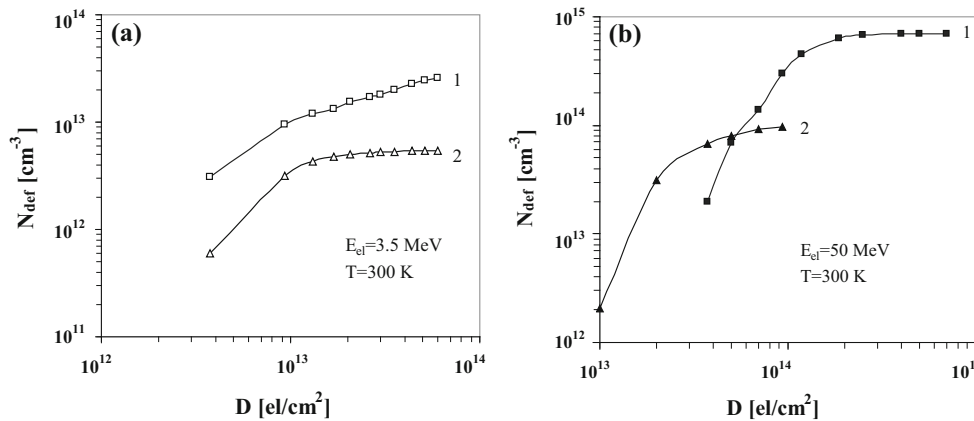 (a)
10^14
10^13
10^12
10^11
N_def [cm^-3]
1
2
E_el=3.5 MeV
T=300 K
10^12
10^13
10^14
D [el/cm^2]
(b)
10^15
10^14
10^13
10^12
N_def [cm^-3]
1
2
E_el=50 MeV
T=300 K
10^13
10^14
D [el/cm^2]